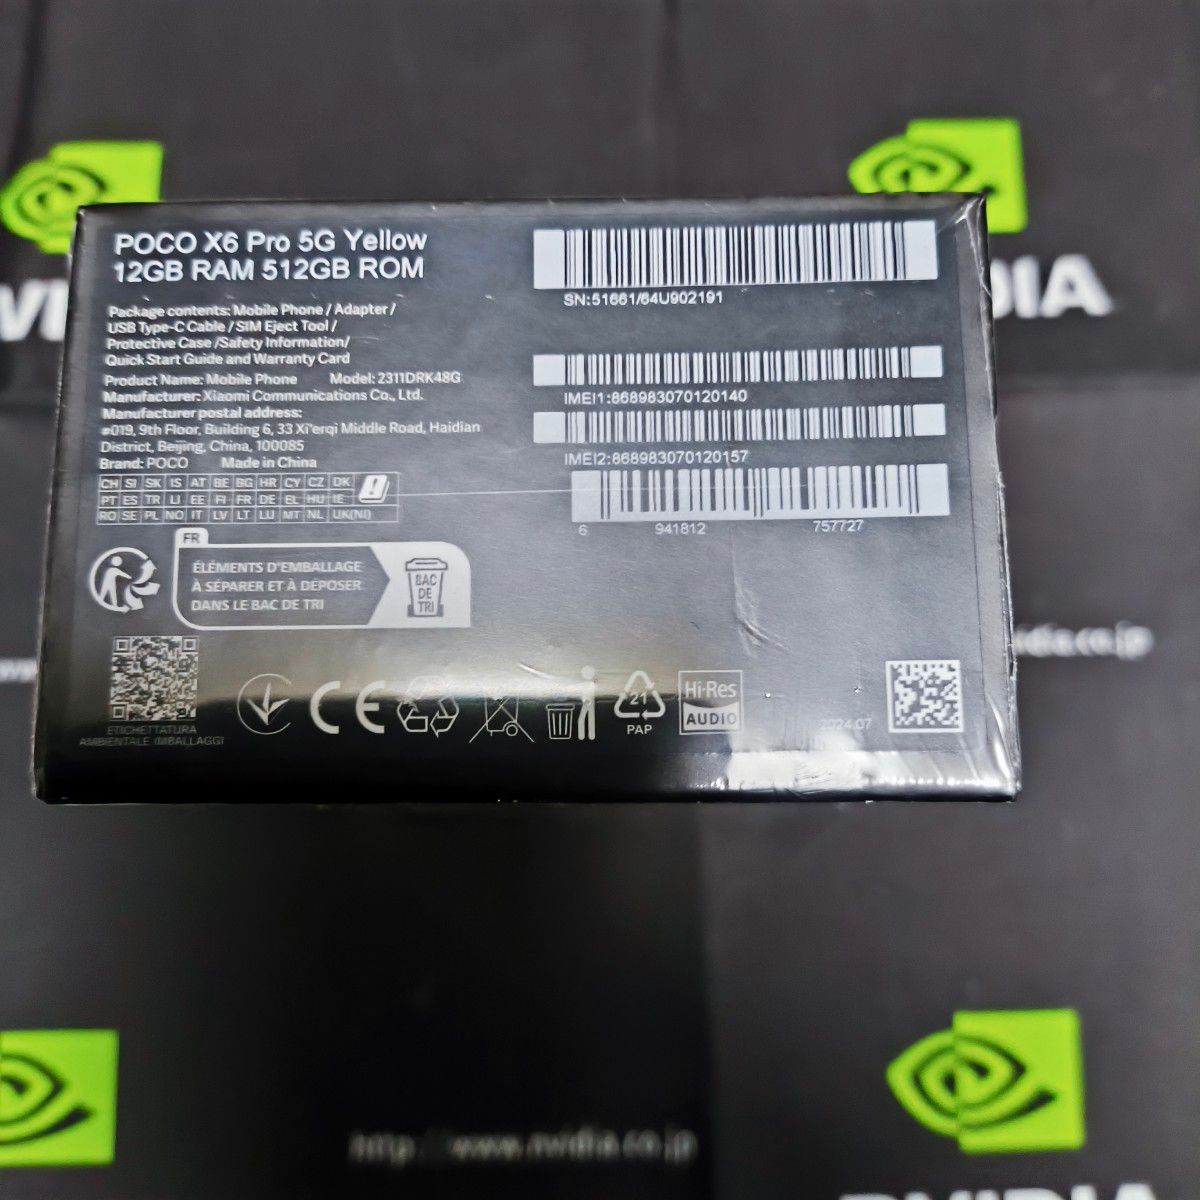 POCO X6 Pro 5G Yellow
12GB RAM 512GB ROM
Package contents: Mobile Phone / Adapter /
USB Type-C Cable / SIM Eject Tool /
Protective Case /Safety Information/
Quick Start Guide and Warranty Card
Product Name: Mobile Phone Model: 2311DRK48G
Manufacturer: Xiaomi Communications Co., Ltd.
Manufacturer postal address:
#019, 9th Floor, Building 6, 33 Xi'erqi Middle Road, Haidian
District, Beijing, China, 100085
Brand: POCO Made in China
CH SI SK IS AT BE BG HR CY CZ DK
PT ES TR LI EE FI FR DE EL HU IE
RO SE PL NO IT LV LT LU MT NL UK(NI)
SN:51661/64U902191
IMEI1:868983070120140
IMEI2:868983070120157
6 941812 757727
FR
ÉLÉMENTS D'EMBALLAGE
À SÉPARER ET À DÉPOSER
DANS LE BAC DE TRI
BAC
DE
TRI
ETICHETTATURA
AMBIENTALE IMBALLAGGI
CE
21
PAP
Hi-Res
AUDIO
2024.07
http://www.nvidia.co.jp